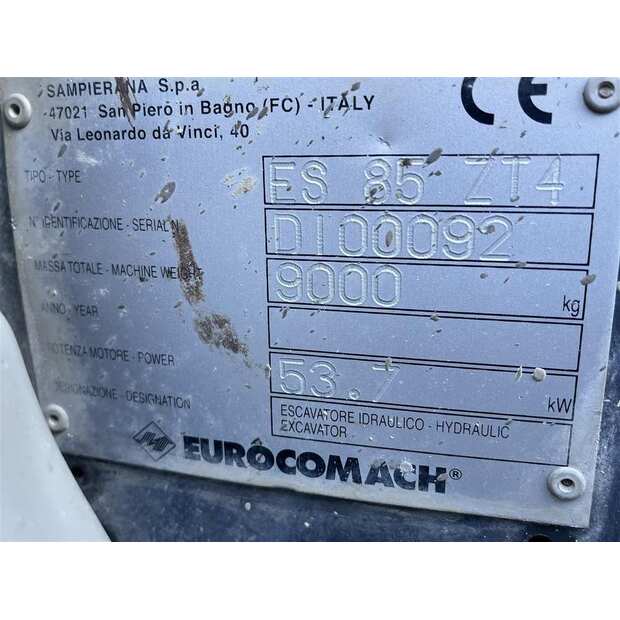 SAMPIERANA S.p.a
47021 San Piero in Bagno (FC) - ITALY
Via Leonardo da Vinci, 40
CE
TIPO - TYPE
ES 85 ZT4
N° IDENTIFICAZIONE - SERIAL N.
DI00092
MASSA TOTALE - MACHINE WEIGHT
9000
kg
ANNO - YEAR
POTENZA MOTORE - POWER
53.7
kW
DESIGNAZIONE - DESIGNATION
ESCAVATORE IDRAULICO - HYDRAULIC
EXCAVATOR
EUROCOMACH®